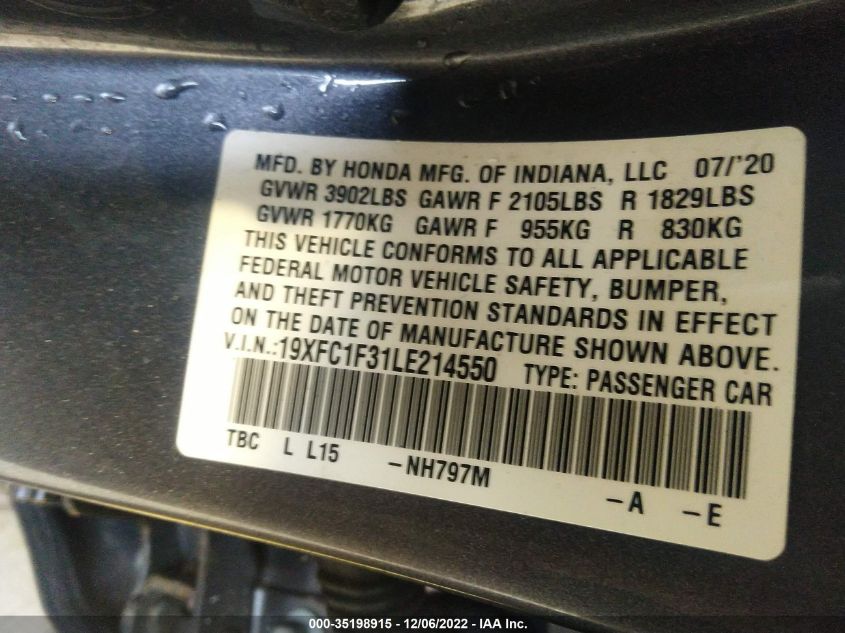 MFD. BY HONDA MFG. OF INDIANA, LLC 07/'20
GVWR 3902LBS GAWR F 2105LBS R 1829LBS
GVWR 1770KG GAWR F 955KG R 830KG
THIS VEHICLE CONFORMS TO ALL APPLICABLE
FEDERAL MOTOR VEHICLE SAFETY, BUMPER,
AND THEFT PREVENTION STANDARDS IN EFFECT
ON THE DATE OF MANUFACTURE SHOWN ABOVE.
V.I.N.:19XFC1F31LE214550 TYPE: PASSENGER CAR
TBC L L15 -NH797M -A -E
000-35198915 - 12/06/2022 - IAA Inc.